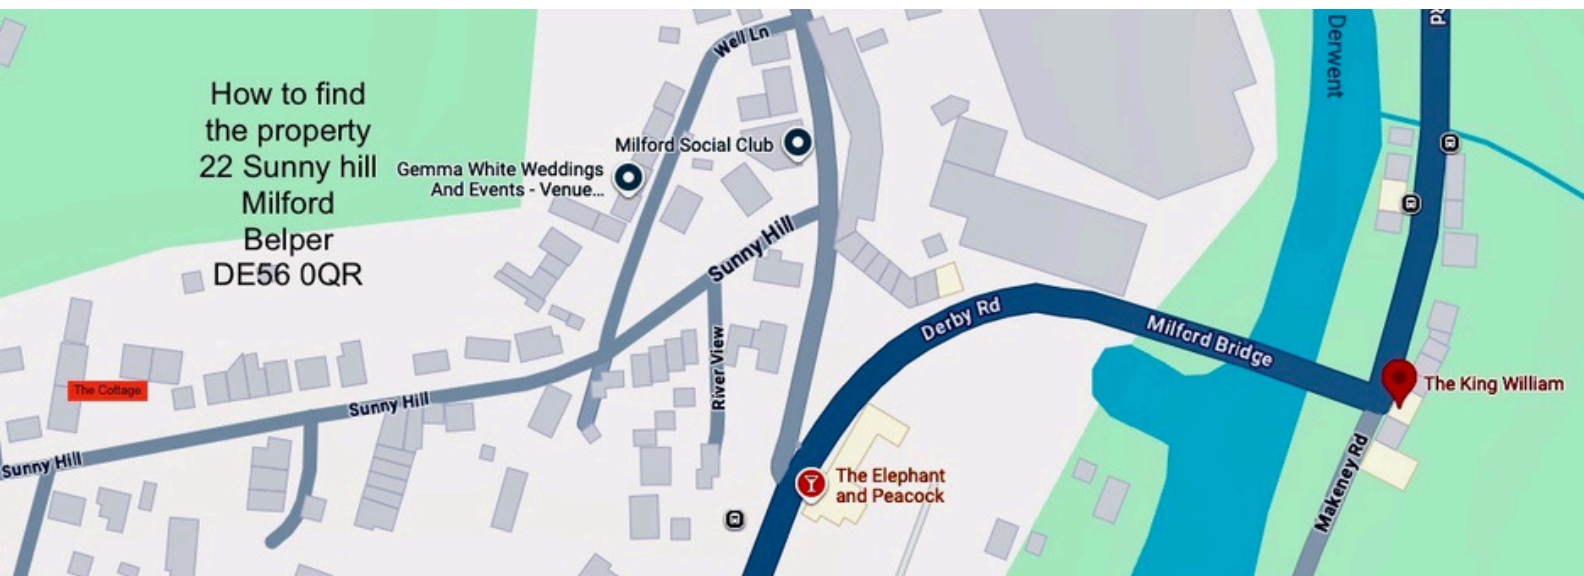 How to find
the property
22 Sunny hill
Milford
Belper
DE56 0QR
Well Ln
Milford Social Club
Gemma White Weddings
And Events - Venue...
Sunny Hill
Derwent
Rd
Derby Rd
Milford Bridge
The King William
River View
The Cottage
Sunny Hill
Sunny Hill
The Elephant
and Peacock
Makeney Rd